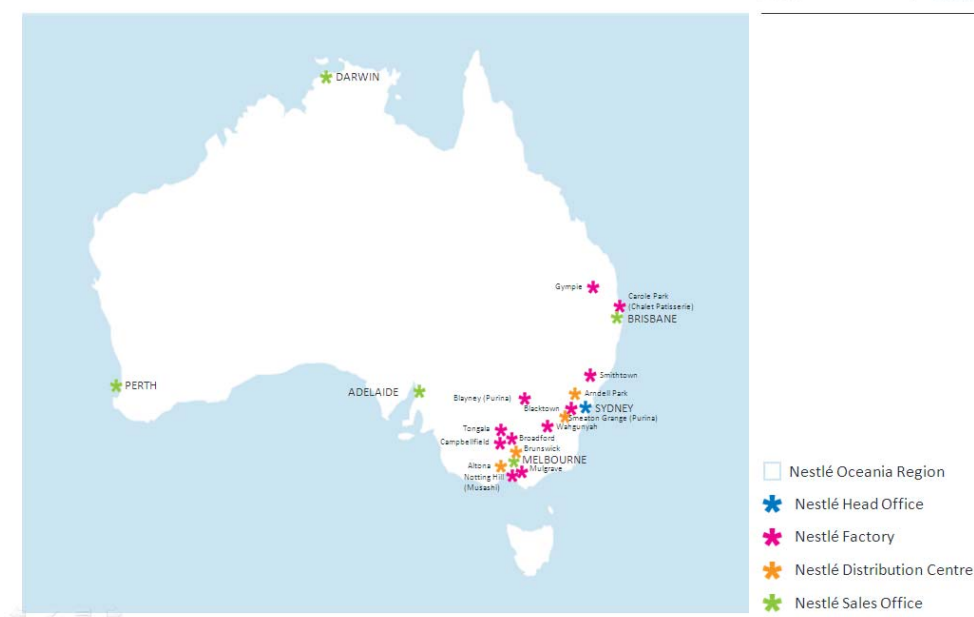 DARWIN
Gympie
Carole Park
(Chalet Patisserie)
BRISBANE
PERTH
ADELAIDE
Smithtown
Arndell Park
Blayney (Purina)
Blacktown
SYDNEY
Smeaton Grange (Purina)
Wahgunyah
Tongala
Broadford
Campbellfield
Brunswick
MELBOURNE
Altona
Mulgrave
Notting Hill
(Musashi)
Nestlé Oceania Region
Nestlé Head Office
Nestlé Factory
Nestlé Distribution Centre
Nestlé Sales Office